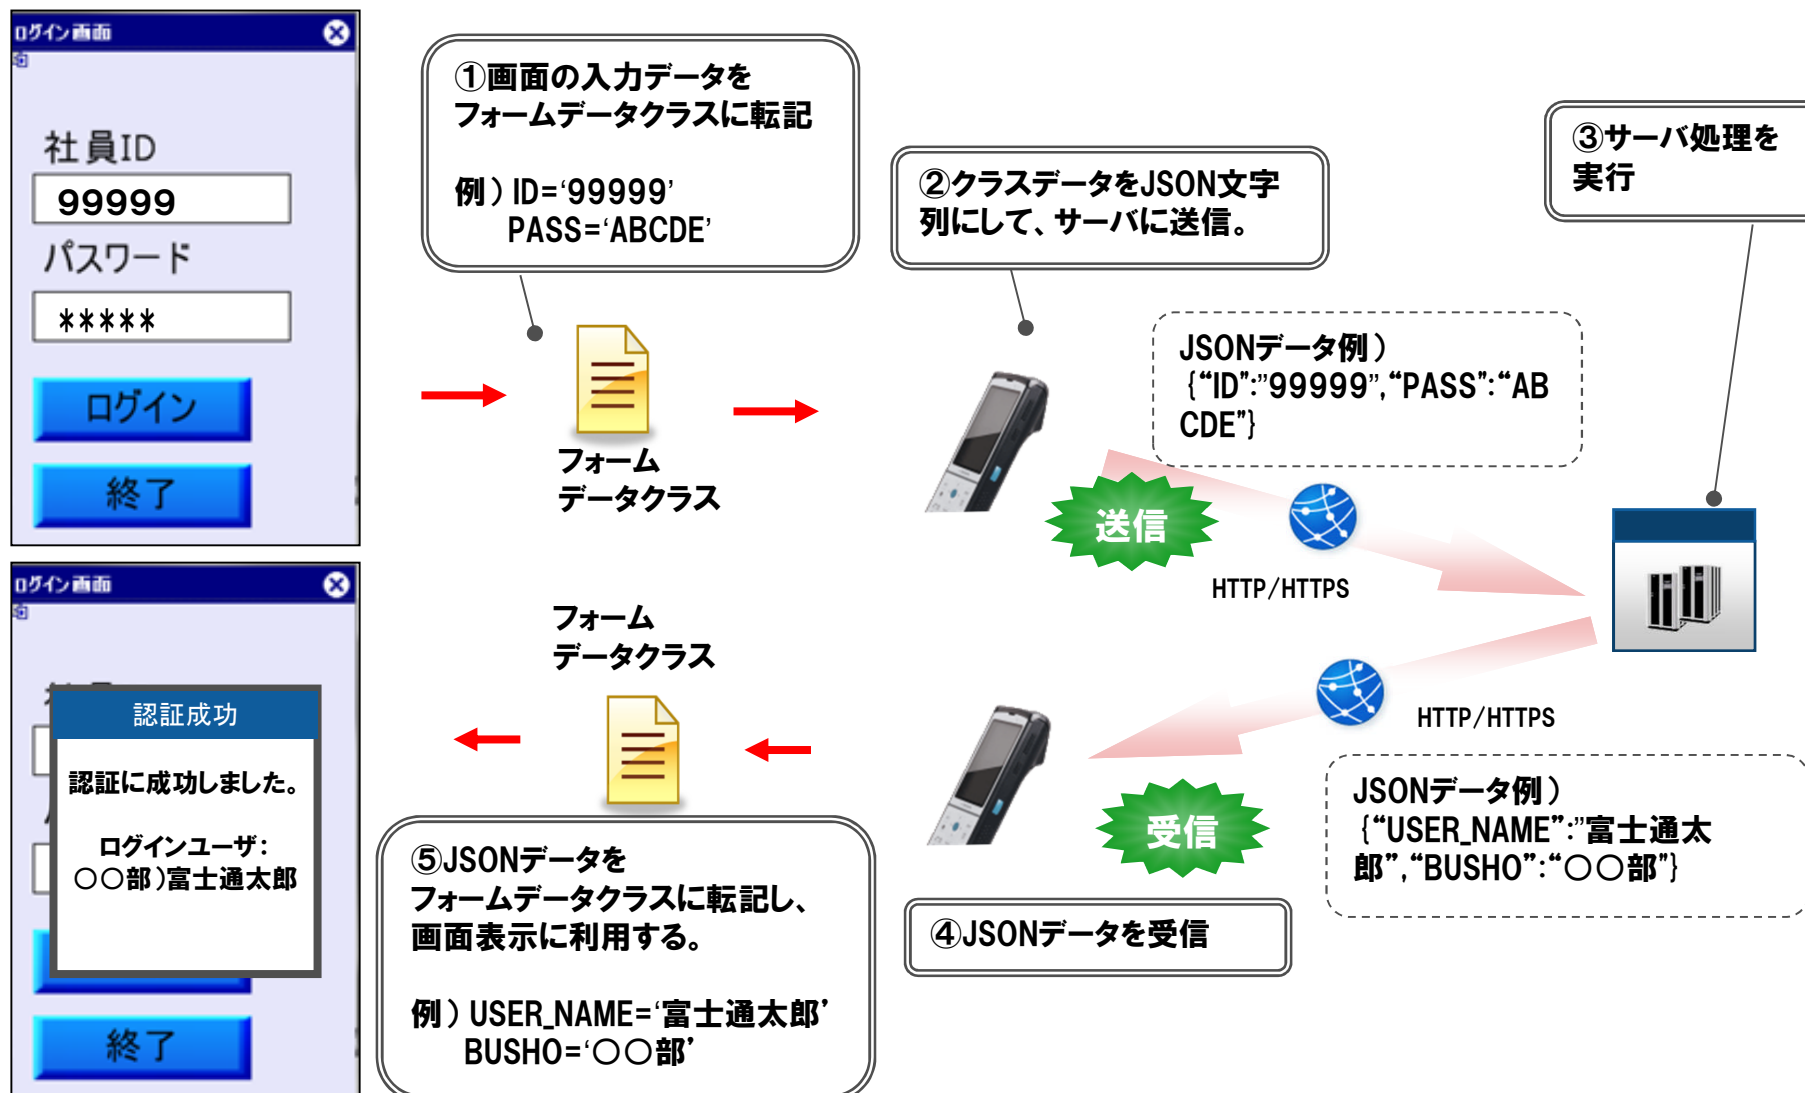 ログイン画面
社員ID
99999
パスワード
*****
ログイン
終了
①画面の入力データを
フォームデータクラスに転記
例）ID=‘99999’
PASS=‘ABCDE’
フォーム
データクラス
②クラスデータをJSON文字
列にして、サーバに送信。
JSONデータ例）
{“ID”:”99999”,“PASS”:“AB
CDE”}
送信
HTTP/HTTPS
③サーバ処理を
実行
HTTP/HTTPS
JSONデータ例）
{“USER_NAME”:”富士通太
郎”,“BUSHO”:“〇〇部”}
受信
④JSONデータを受信
フォーム
データクラス
⑤JSONデータを
フォームデータクラスに転記し、
画面表示に利用する。
例）USER_NAME=‘富士通太郎’
BUSHO=‘〇〇部’
ログイン画面
認証成功
認証に成功しました。
ログインユーザ：
〇〇部）富士通太郎
終了